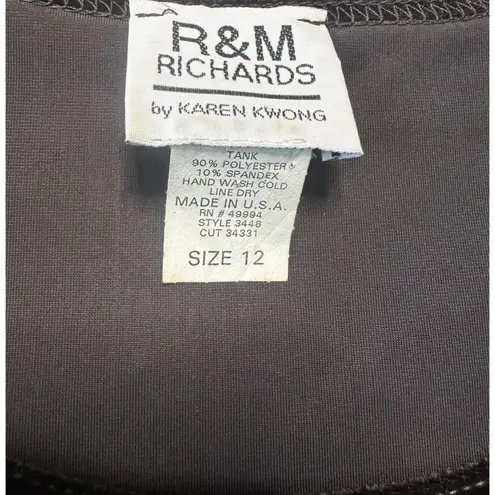 R&M
RICHARDS
by KAREN KWONG
TANK
90% POLYESTER
10% SPANDEX
HAND WASH COLD
LINE DRY
MADE IN U.S.A.
RN # 49994
STYLE 3448
CUT 34331
SIZE 12